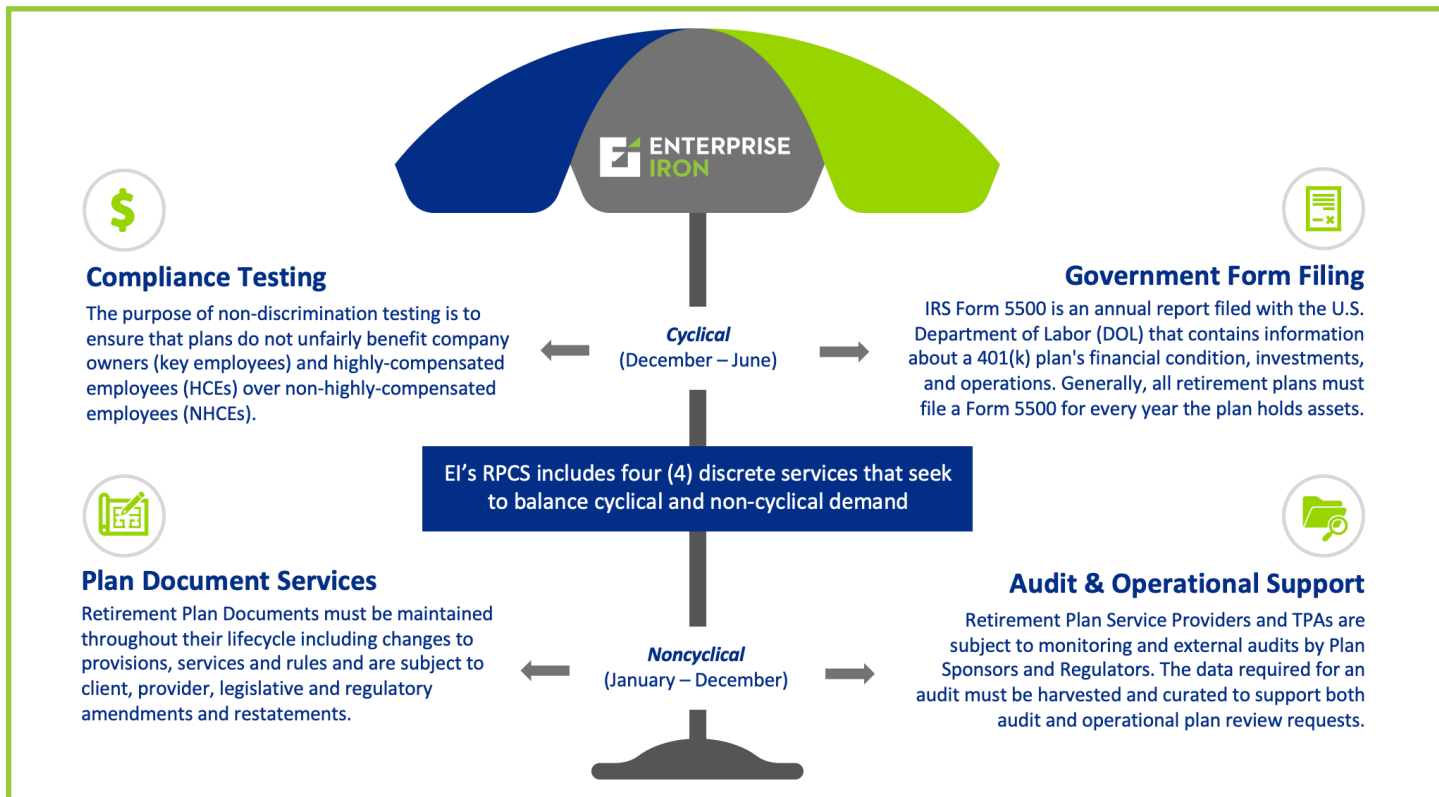 ENTERPRISE
IRON
Compliance Testing
The purpose of non-discrimination testing is to
ensure that plans do not unfairly benefit company
owners (key employees) and highly-compensated
employees (HCEs) over non-highly-compensated
employees (NHCEs).
Cyclical
(December – June)
Government Form Filing
IRS Form 5500 is an annual report filed with the U.S.
Department of Labor (DOL) that contains information
about a 401(k) plan's financial condition, investments,
and operations. Generally, all retirement plans must
file a Form 5500 for every year the plan holds assets.
EI’s RPCS includes four (4) discrete services that seek
to balance cyclical and non-cyclical demand
Plan Document Services
Retirement Plan Documents must be maintained
throughout their lifecycle including changes to
provisions, services and rules and are subject to
client, provider, legislative and regulatory
amendments and restatements.
Noncyclical
(January – December)
Audit & Operational Support
Retirement Plan Service Providers and TPAs are
subject to monitoring and external audits by Plan
Sponsors and Regulators. The data required for an
audit must be harvested and curated to support both
audit and operational plan review requests.